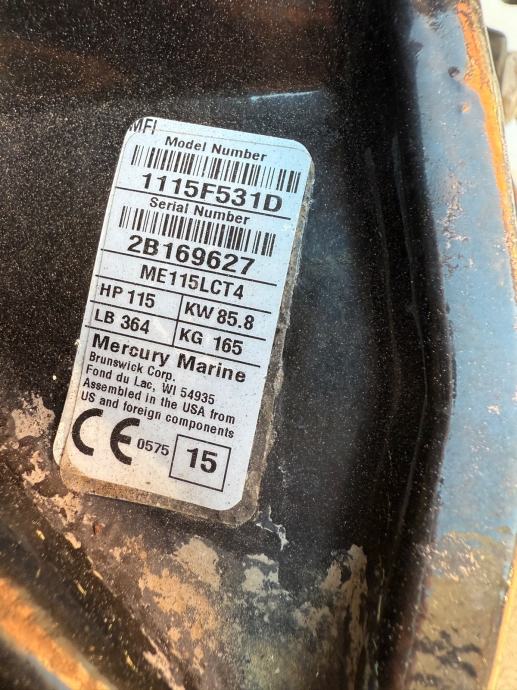 MFI
Model Number
1115F531D
Serial Number
2B169627
ME115LCT4
HP 115 KW 85.8
LB 364 KG 165
Mercury Marine
Brunswick Corp.
Fond du Lac, WI 54935
Assembled in the USA from
US and foreign components
CE 0575 15